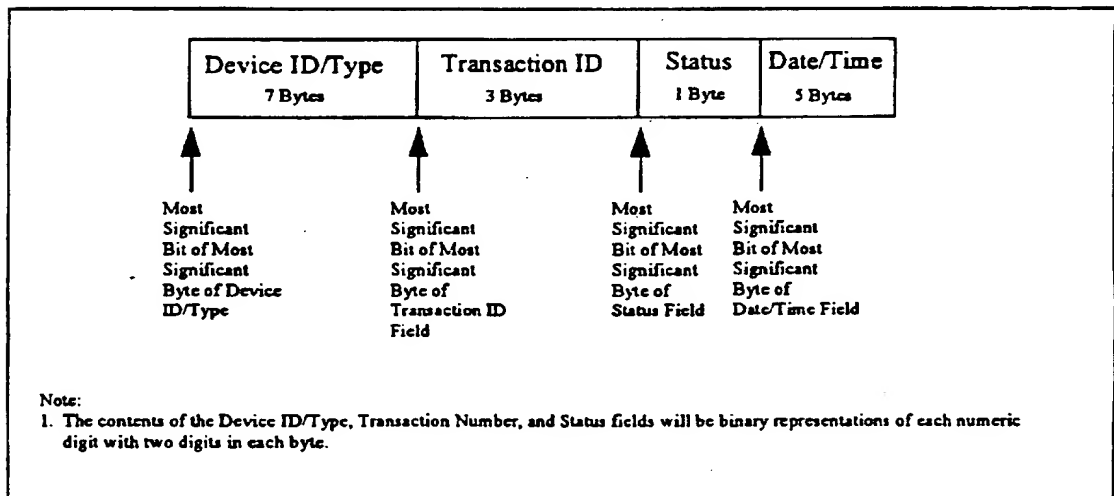 Device ID/Type
7 Bytes
Transaction ID
3 Bytes
Status
1 Byte
Date/Time
5 Bytes
Most
Significant
Bit of Most
Significant
Byte of Device
ID/Type
Most
Significant
Bit of Most
Significant
Byte of
Transaction ID
Field
Most
Significant
Bit of Most
Significant
Byte of
Status Field
Most
Significant
Bit of Most
Significant
Byte of
Date/Time Field
Note:
1. The contents of the Device ID/Type, Transaction Number, and Status fields will be binary representations of each numeric
digit with two digits in each byte.